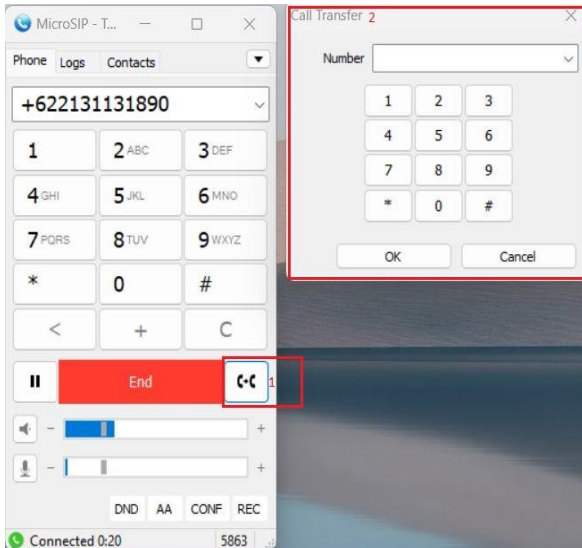 MicroSIP - T...
Phone Logs Contacts
+622131131890
1 2 ABC 3 DEF
4 GHI 5 JKL 6 MNO
7 PQRS 8 TUV 9 WXYZ
* 0 #
< + C
End 1
- +
- +
DND AA CONF REC
Connected 0:20 5863
Call Transfer 2
Number
1 2 3
4 5 6
7 8 9
* 0 #
OK Cancel